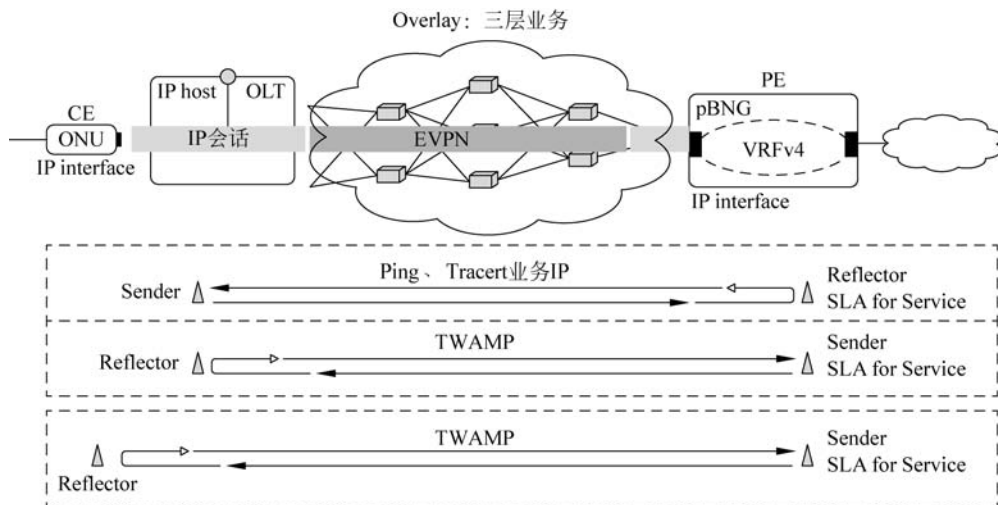 Overlay：三层业务
PE
IP host
OLT
pBNG
CE
ONU
IP会话
EVPN
VRFv4
IP interface
IP interface
Ping、Tracert业务IP
Sender
Reflector
SLA for Service
TWAMP
Reflector
Sender
SLA for Service
TWAMP
Reflector
Sender
SLA for Service